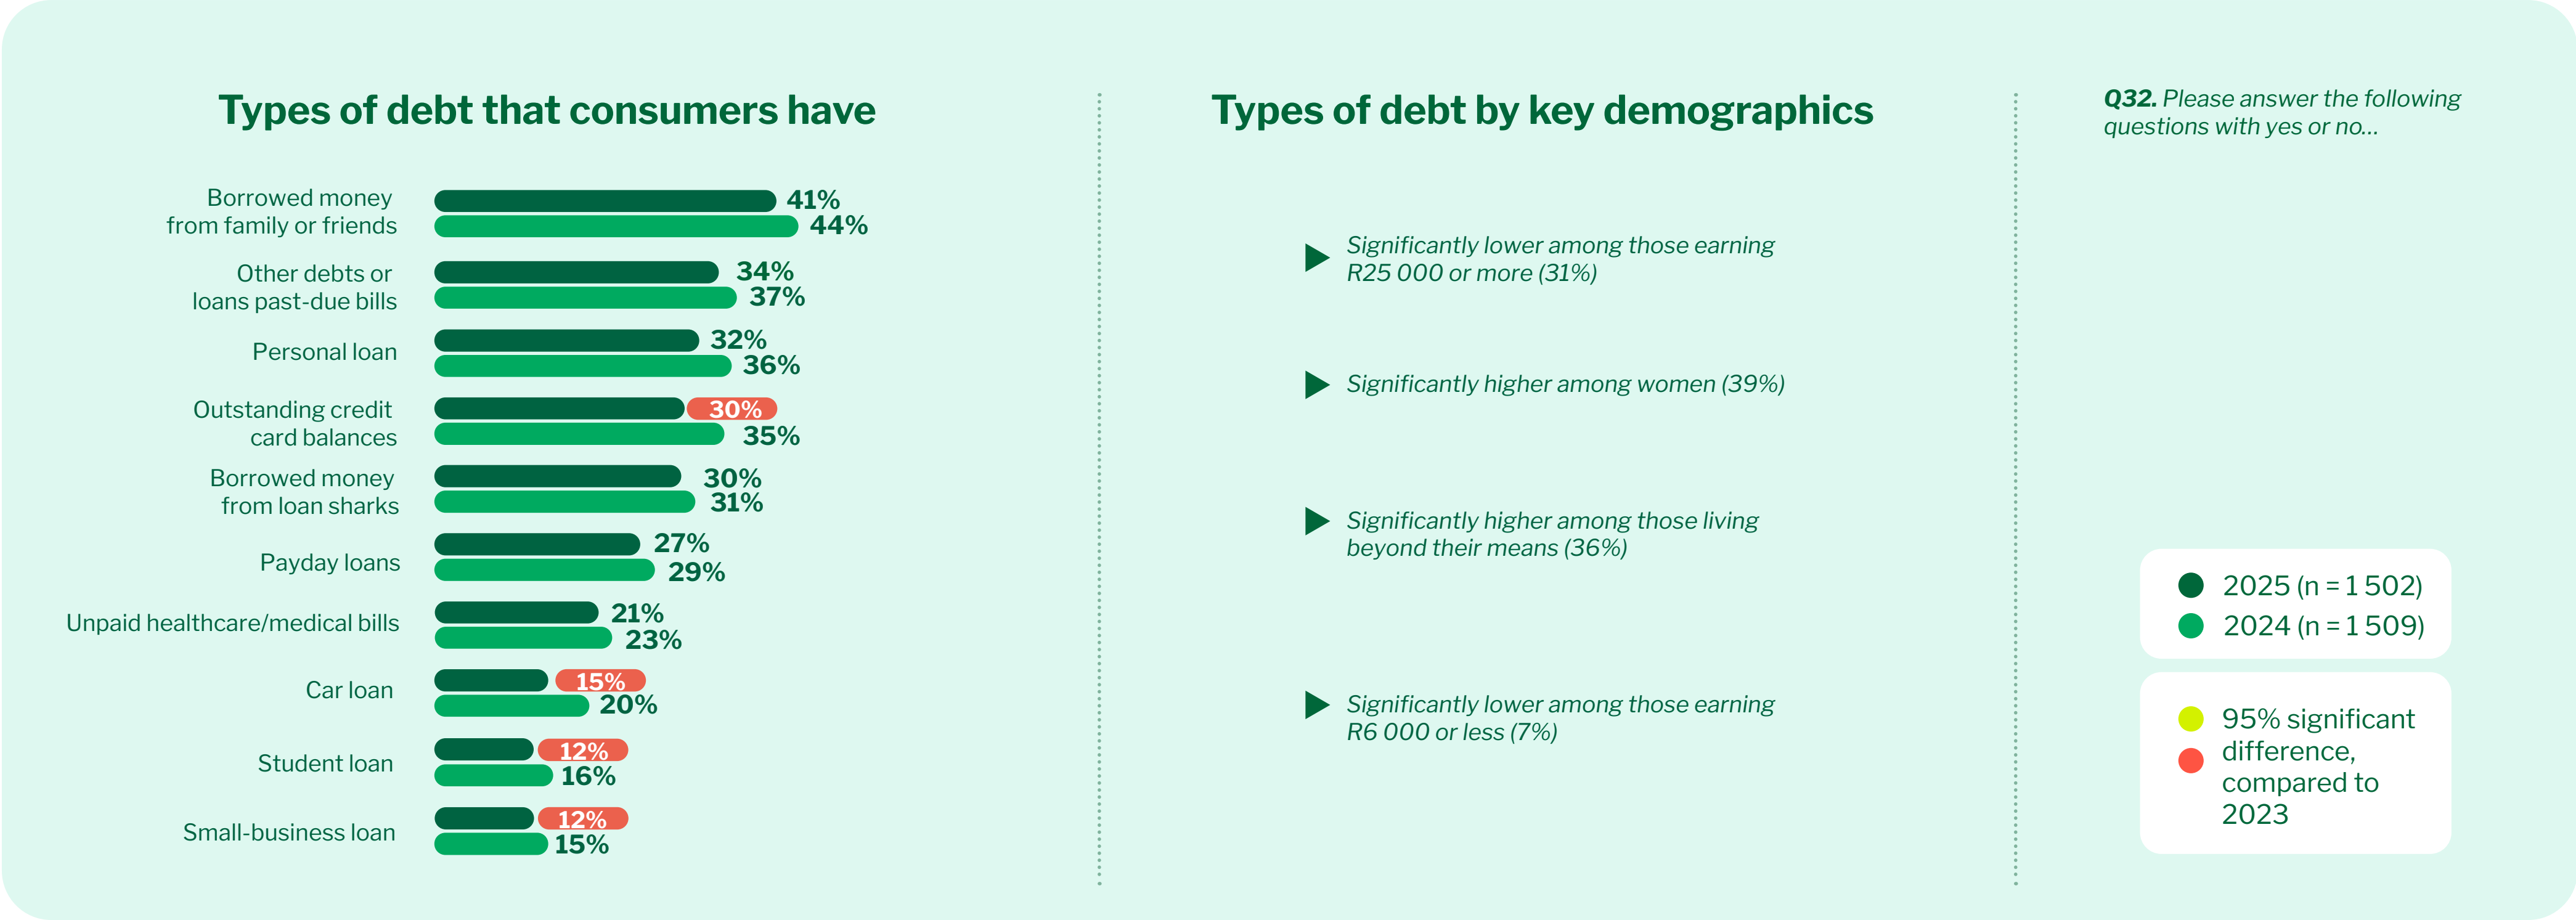 Types of debt that consumers have
Borrowed money
from family or friends
41%
44%
Other debts or
loans past-due bills
34%
37%
Personal loan
32%
36%
Outstanding credit
card balances
30%
35%
Borrowed money
from loan sharks
30%
31%
Payday loans
27%
29%
Unpaid healthcare/medical bills
21%
23%
Car loan
15%
20%
Student loan
12%
16%
Small-business loan
12%
15%
Types of debt by key demographics
Significantly lower among those earning
R25 000 or more (31%)
Significantly higher among women (39%)
Significantly higher among those living
beyond their means (36%)
Significantly lower among those earning
R6 000 or less (7%)
Q32. Please answer the following
questions with yes or no...
2025 (n = 1 502)
2024 (n = 1 509)
95% significant
difference,
compared to
2023